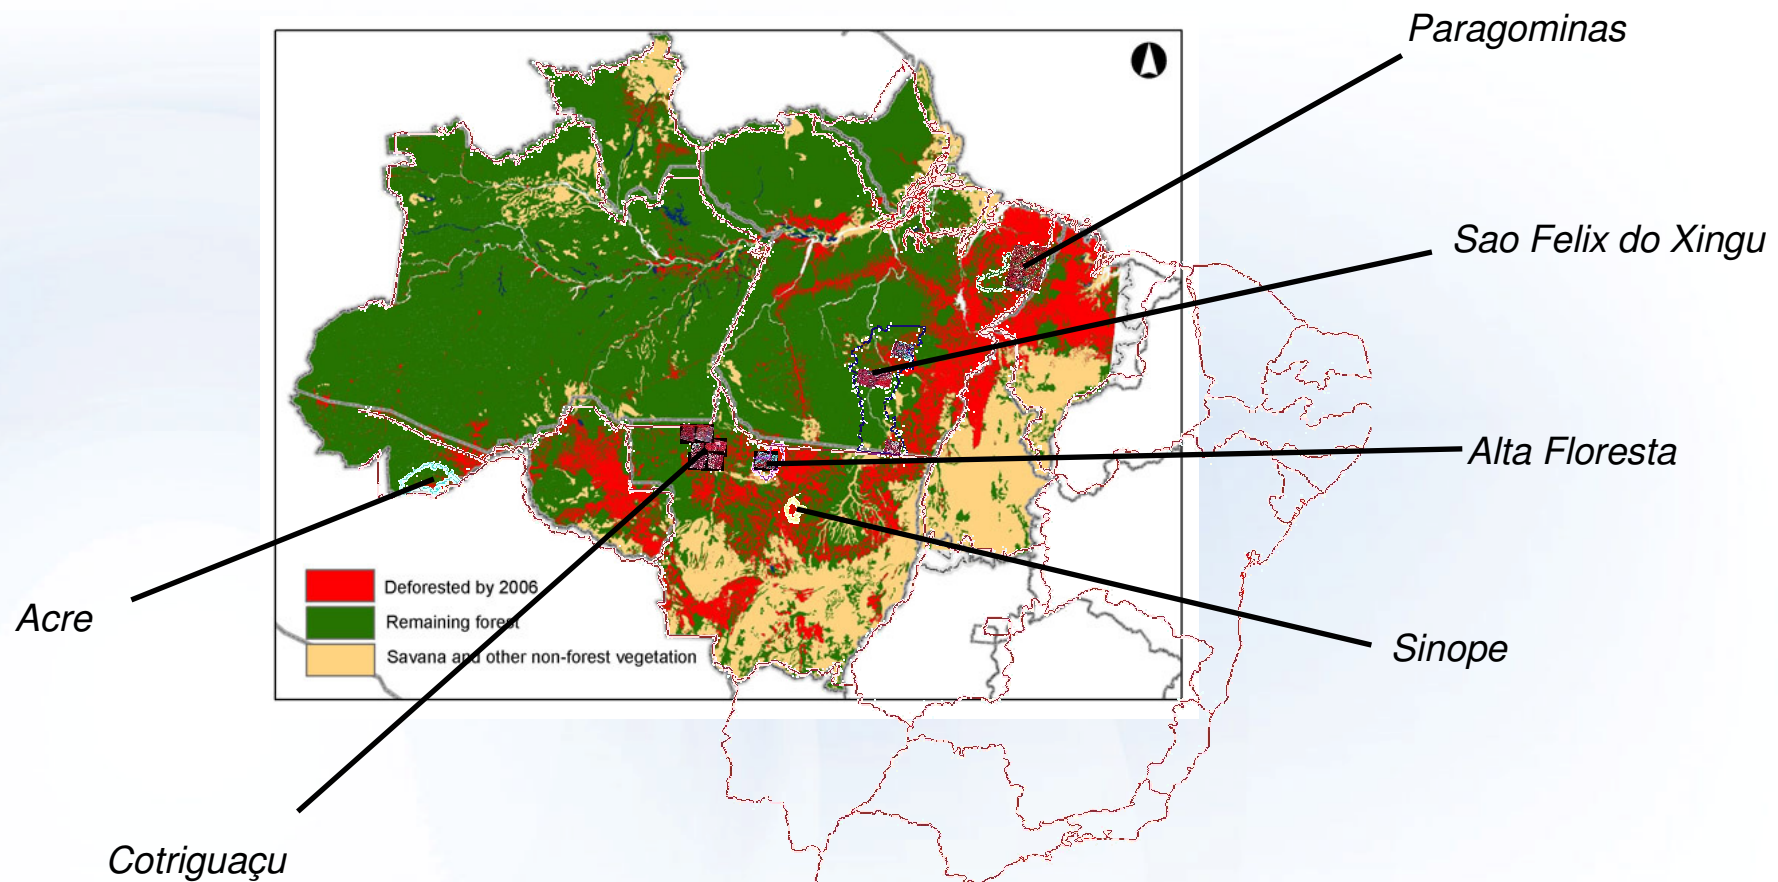 Paragominas
Sao Felix do Xingu
Alta Floresta
Deforested by 2006
Acre
Remaining forest
Sinope
Savana and other non-forest vegetation
Cotriguaçu